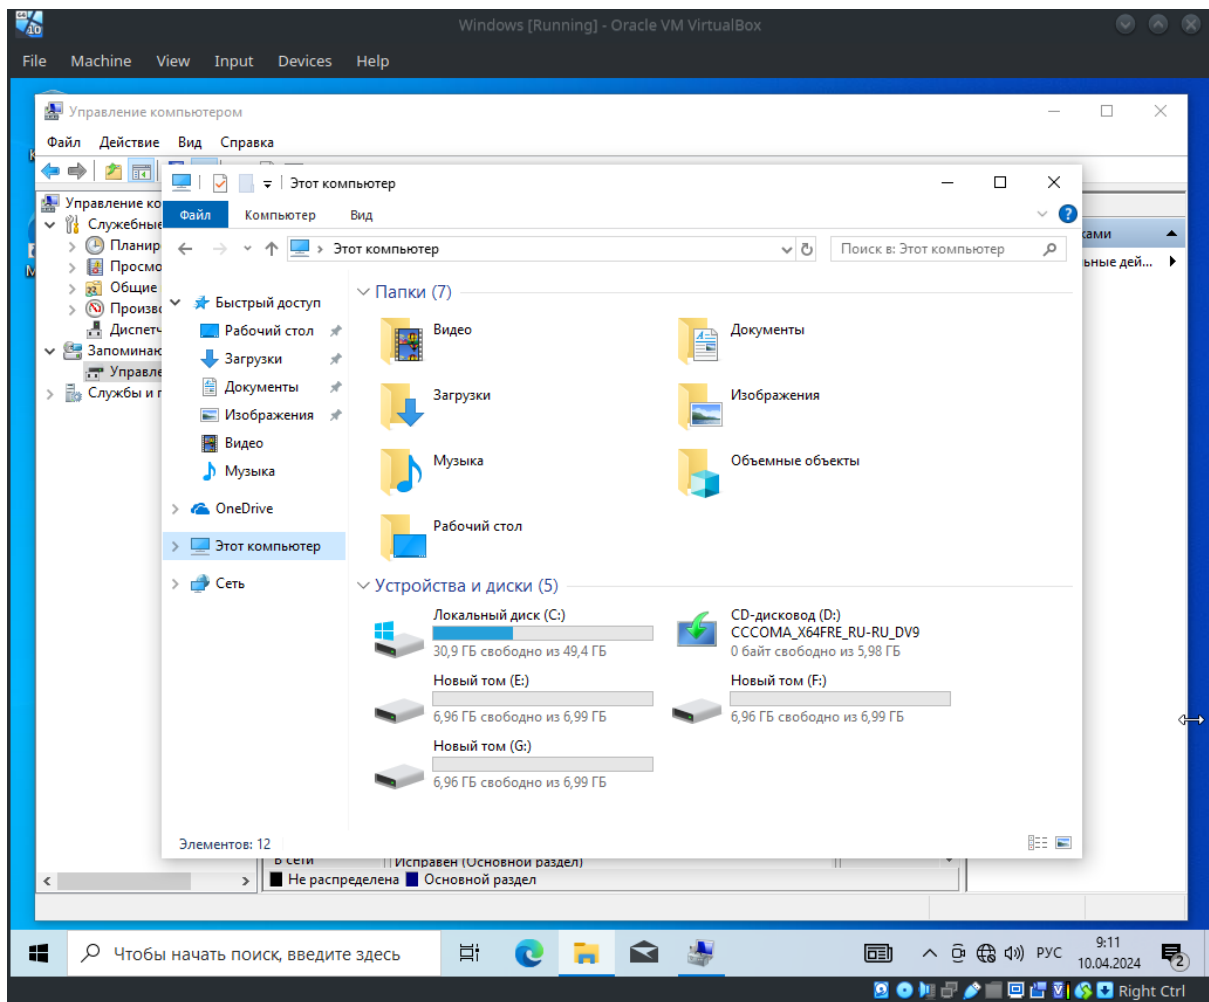 Windows [Running] - Oracle VM VirtualBox
File Machine View Input Devices Help
Управление компьютером
Файл Действие Вид Справка
Управление ко
Служебные
Планир
Просмо
Общие
Произво
Диспетч
Запоминаю
Управле
Службы и п
Этот компьютер
Файл Компьютер Вид
Этот компьютер
Поиск в: Этот компьютер
Быстрый доступ
Рабочий стол
Загрузки
Документы
Изображения
Видео
Музыка
OneDrive
Этот компьютер
Сеть
Папки (7)
Видео
Документы
Загрузки
Изображения
Музыка
Объемные объекты
Рабочий стол
Устройства и диски (5)
Локальный диск (C:)
30,9 ГБ свободно из 49,4 ГБ
CD-дисковод (D:)
CCCOMA_X64FRE_RU-RU_DV9
0 байт свободно из 5,98 ГБ
Новый том (E:)
6,96 ГБ свободно из 6,99 ГБ
Новый том (F:)
6,96 ГБ свободно из 6,99 ГБ
Новый том (G:)
6,96 ГБ свободно из 6,99 ГБ
Элементов: 12
ками
ьные дей...
В сети
Исправен (Основной раздел)
Не распределена Основной раздел
Чтобы начать поиск, введите здесь
РУС
9:11
10.04.2024
2
Right Ctrl